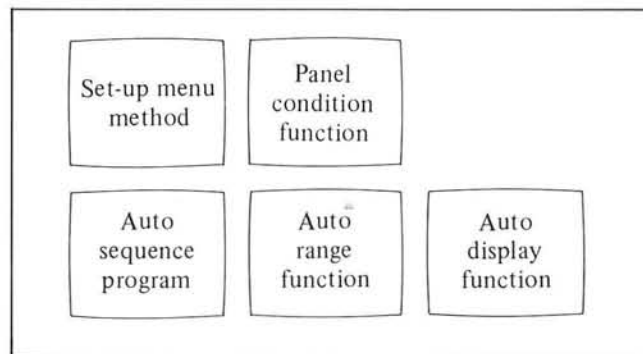 Set-up menu
method
Panel
condition
function
Auto
sequence
program
Auto
range
function
Auto
display
function